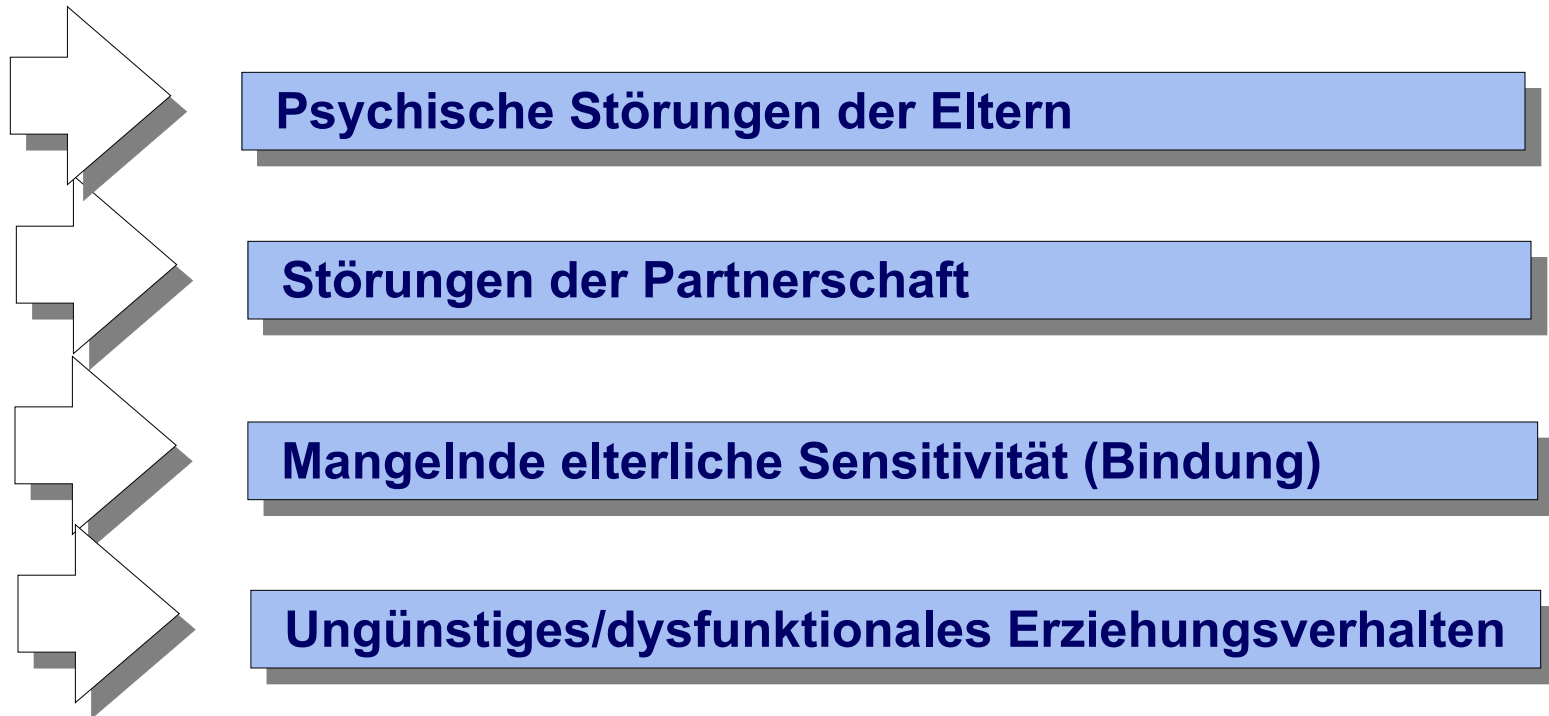 Psychische Störungen der Eltern
Störungen der Partnerschaft
Mangelnde elterliche Sensitivität (Bindung)
Ungünstiges/dysfunktionales Erziehungsverhalten